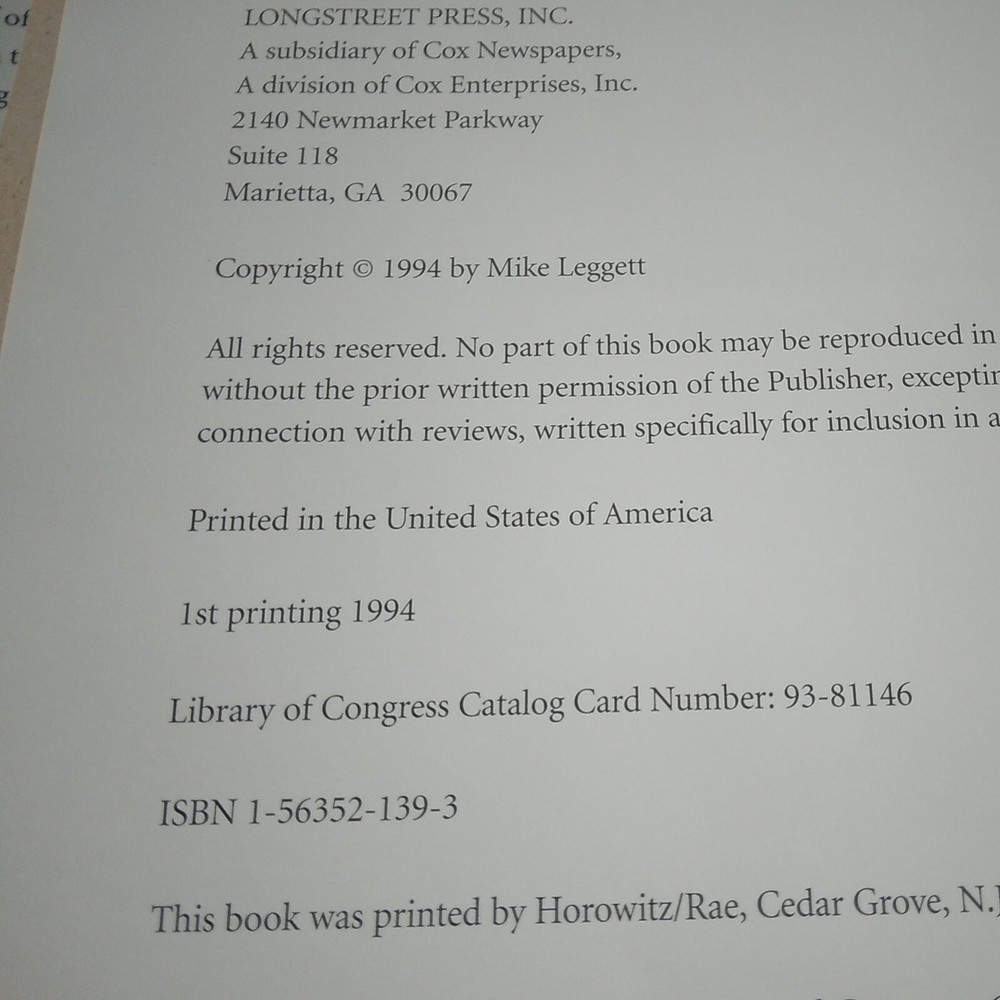 of
t
g
LONGSTREET PRESS, INC.
A subsidiary of Cox Newspapers,
A division of Cox Enterprises, Inc.
2140 Newmarket Parkway
Suite 118
Marietta, GA 30067
Copyright © 1994 by Mike Leggett
All rights reserved. No part of this book may be reproduced in
without the prior written permission of the Publisher, exceptin
connection with reviews, written specifically for inclusion in a
Printed in the United States of America
1st printing 1994
Library of Congress Catalog Card Number: 93-81146
ISBN 1-56352-139-3
This book was printed by Horowitz/Rae, Cedar Grove, N.J